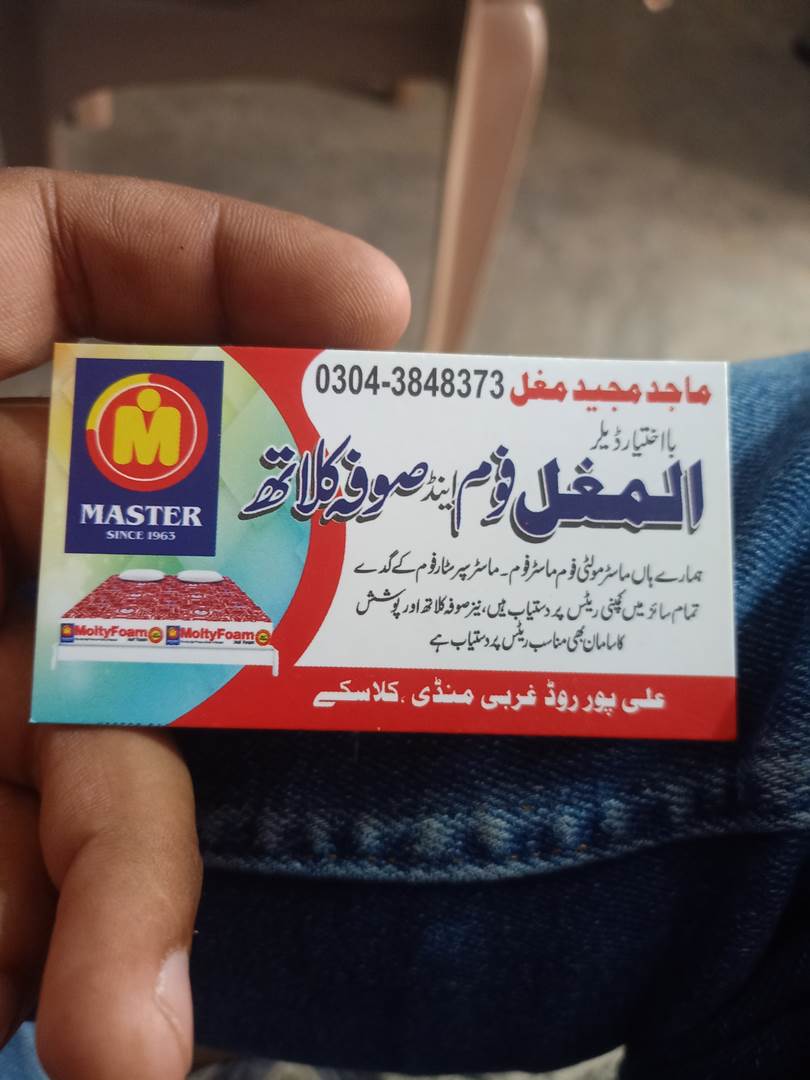 ماجد مجید مغل 0304-3848373
بااختیار ڈیلر
المغل فوم اینڈ صوفہ کلاتھ
ہمارے ہاں ماسٹر مولٹی فوم ماسٹر فوم۔ ماسٹر سپر سٹار فوم کے گدے
تمام سائز میں کمپنی ریٹس پر دستیاب ہیں، نیز صوفہ کلاتھ اور پوشش
کا سامان بھی مناسب ریٹس پر دستیاب ہے
علی پور روڈ غربی منڈی، کلاسکے
M
MASTER
SINCE 1963
MoltyFoam MoltyFoam